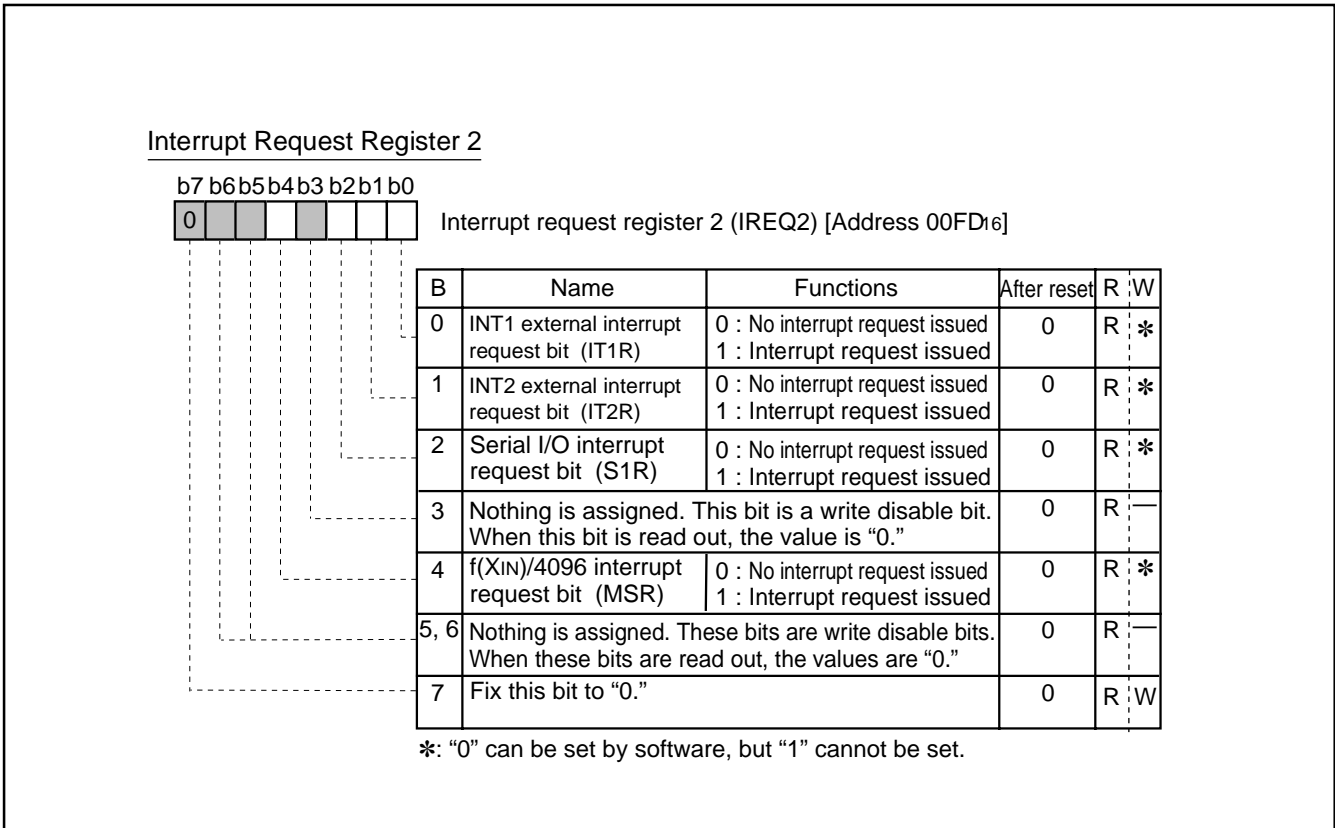 Interrupt Request Register 2
b7 b6 b5 b4 b3 b2 b1 b0
0 Interrupt request register 2 (IREQ2) [Address 00FD16]
B Name Functions After reset R W
0 INT1 external interrupt request bit (IT1R) 0 : No interrupt request issued 0 R ✻
1 : Interrupt request issued
1 INT2 external interrupt request bit (IT2R) 0 : No interrupt request issued 0 R ✻
1 : Interrupt request issued
2 Serial I/O interrupt request bit (S1R) 0 : No interrupt request issued 0 R ✻
1 : Interrupt request issued
3 Nothing is assigned. This bit is a write disable bit. 0 R —
When this bit is read out, the value is “0.”
4 f(XIN)/4096 interrupt request bit (MSR) 0 : No interrupt request issued 0 R ✻
1 : Interrupt request issued
5, 6 Nothing is assigned. These bits are write disable bits. 0 R —
When these bits are read out, the values are “0.”
7 Fix this bit to “0.” 0 R W
✻: “0” can be set by software, but “1” cannot be set.